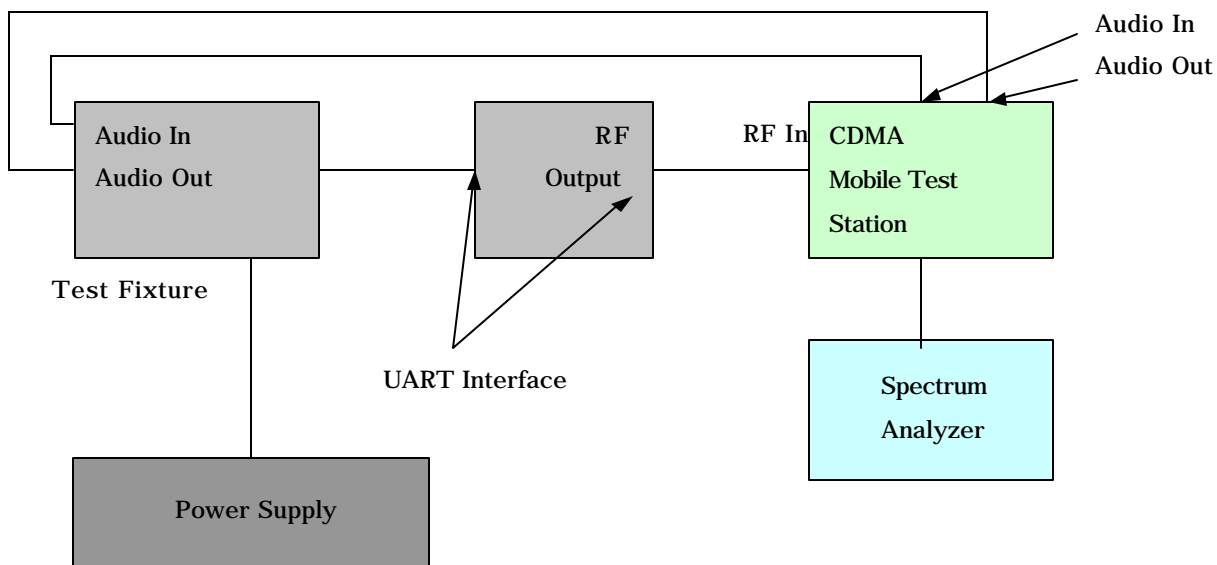 Audio In
Audio Out
Audio In
Audio Out
RF
Output
RF In
CDMA
Mobile Test
Station
Test Fixture
UART Interface
Spectrum
Analyzer
Power Supply